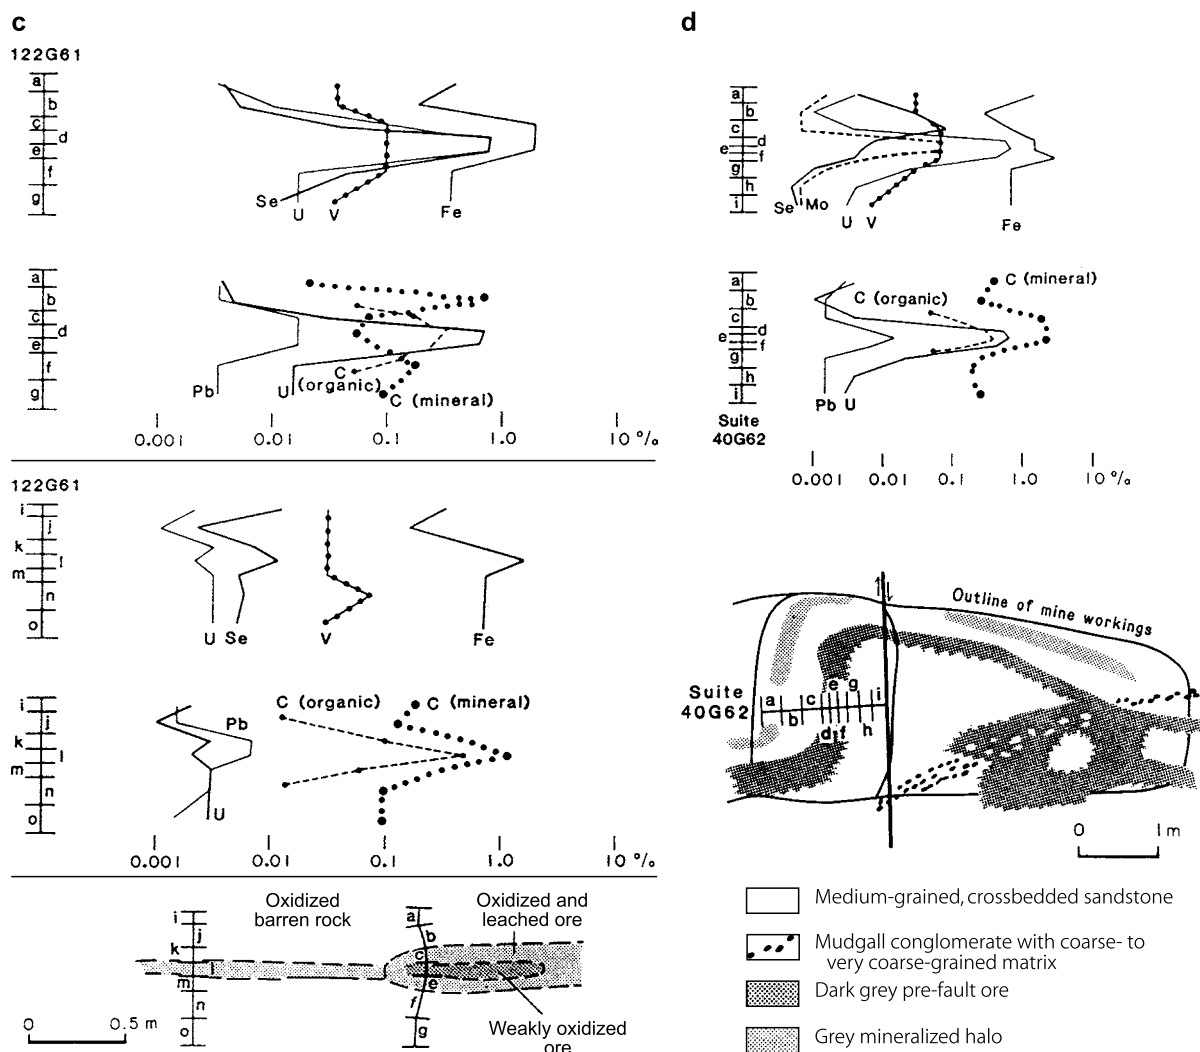 c
122G61
a
b
c
d
e
f
g
Se
U
V
Fe
a
b
c
d
e
f
g
Pb
U
C
(organic)
C (mineral)
0.001
0.01
0.1
1.0
10 º/o
122G61
i
j
k
l
m
n
o
U
Se
V
Fe
i
j
k
l
m
n
o
Pb
U
C (organic)
C (mineral)
0.001
0.01
0.1
1.0
10 º/o
Oxidized
barren rock
Oxidized and
leached ore
i
j
k
l
m
n
o
a
b
c
e
f
g
0
0.5 m
Weakly oxidized
ore
d
a
b
c
d
e
f
g
h
i
Se
Mo
U
V
Fe
a
b
c
d
e
f
g
h
i
C (organic)
C (mineral)
Pb
U
Suite
40G62
0.001
0.01
0.1
1.0
10 º/o
Outline of mine workings
Suite
40G62
a
b
c
d
e
f
g
h
i
0
1 m
Medium-grained, crossbedded sandstone
Mudgall conglomerate with coarse- to
very coarse-grained matrix
Dark grey pre-fault ore
Grey mineralized halo